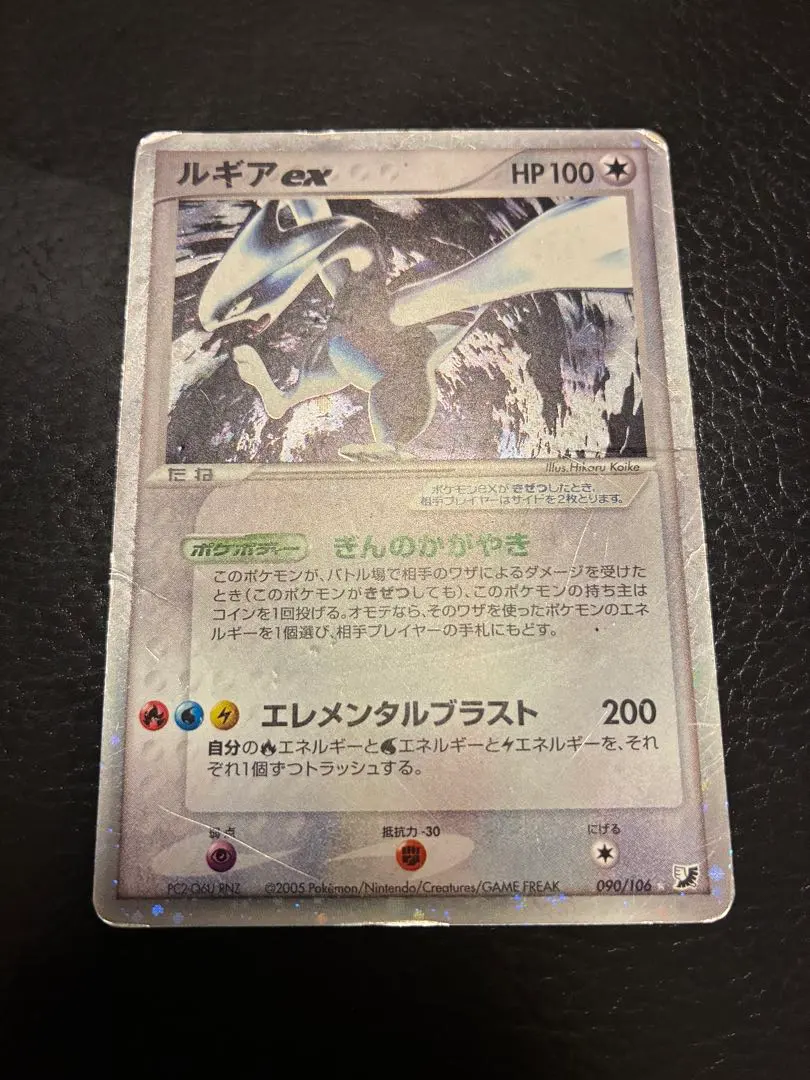 ルギアex HP100
Illus.Hikaru Koike
たね
ポケモンexがきぜつしたとき、
相手プレイヤーはサイドを2枚とります。
ポケボディー ぎんのかがやき
このポケモンが、バトル場で相手のワザによるダメージを受けた
とき(このポケモンがきぜつしても)、このポケモンの持ち主は
コインを1回投げる。オモテなら、そのワザを使ったポケモンのエネ
ルギーを1個選び、相手プレイヤーの手札にもどす。
エレメンタルブラスト 200
自分のエネルギーとエネルギーとエネルギーを、それ
ぞれ1個ずつトラッシュする。
弱点 抵抗力-30 にげる
PC2-06U RNZ ©2005 Pokémon/Nintendo/Creatures/GAME FREAK 090/106